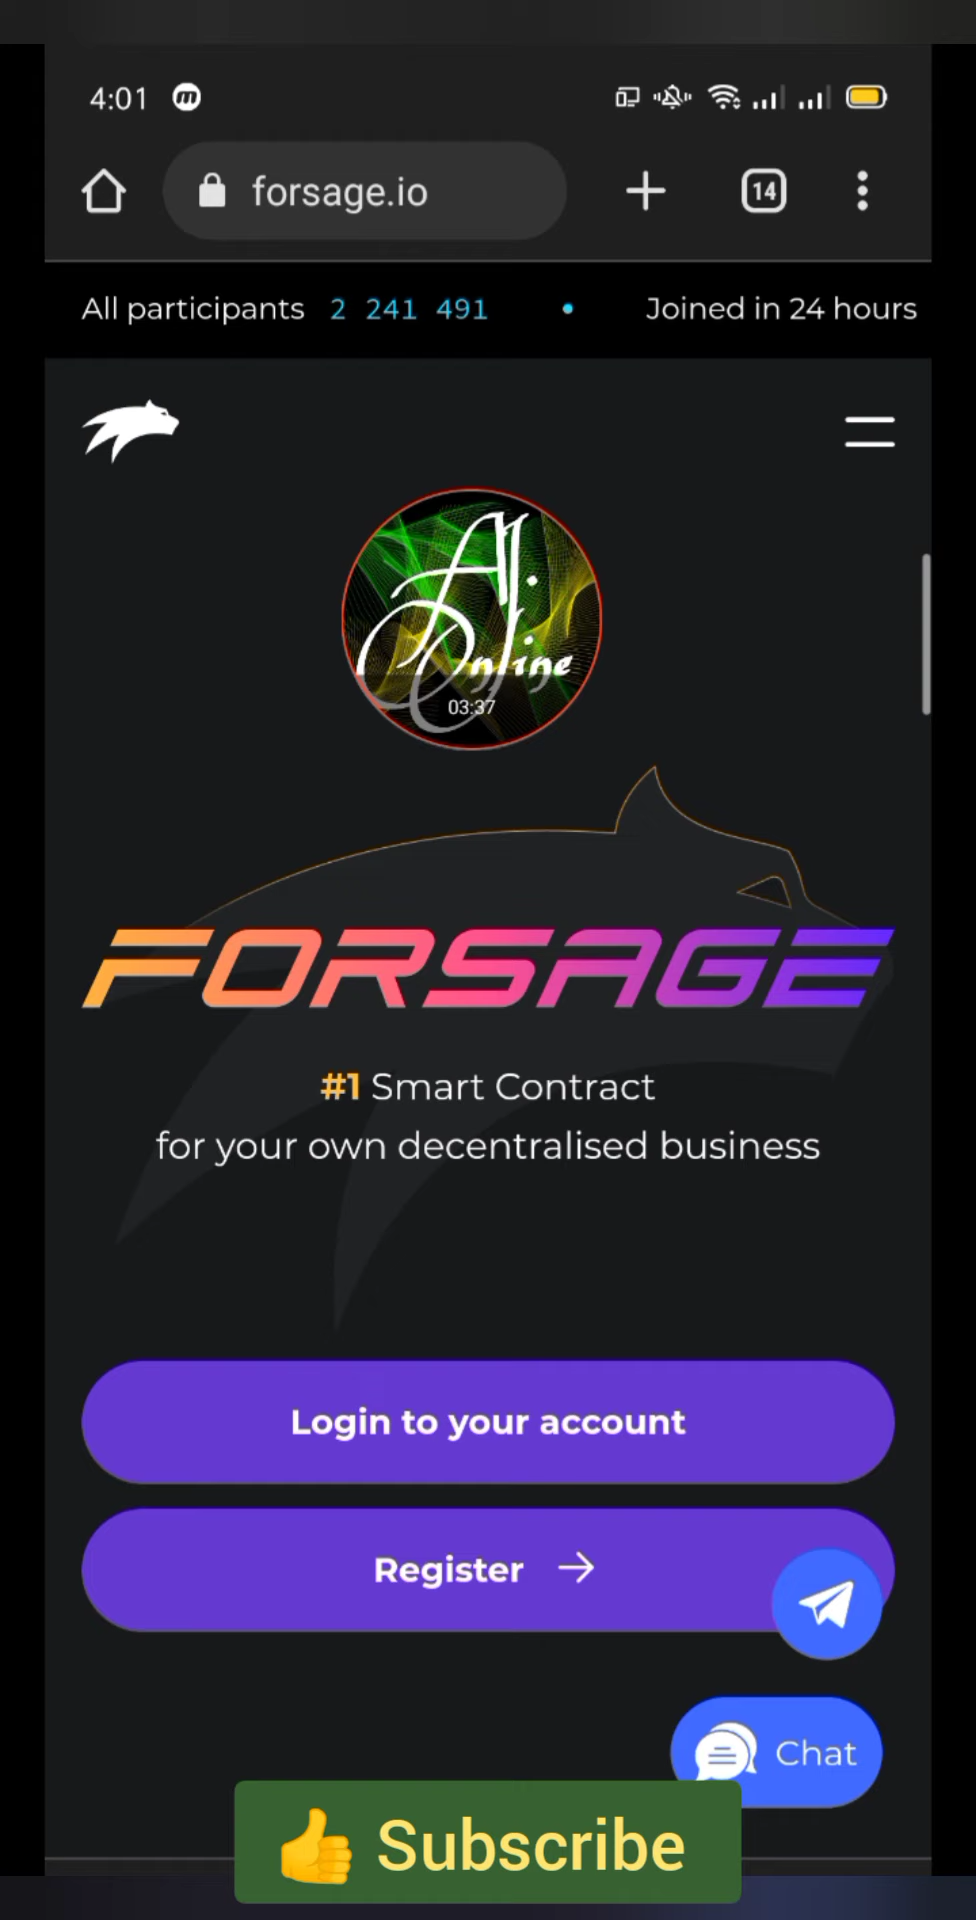 4:01
forsage.io
14
All participants 2 241 491 • Joined in 24 hours
Ali
Online
03:37
FORSAGE
#1 Smart Contract
for your own decentralised business
Login to your account
Register →
Chat
👍 Subscribe